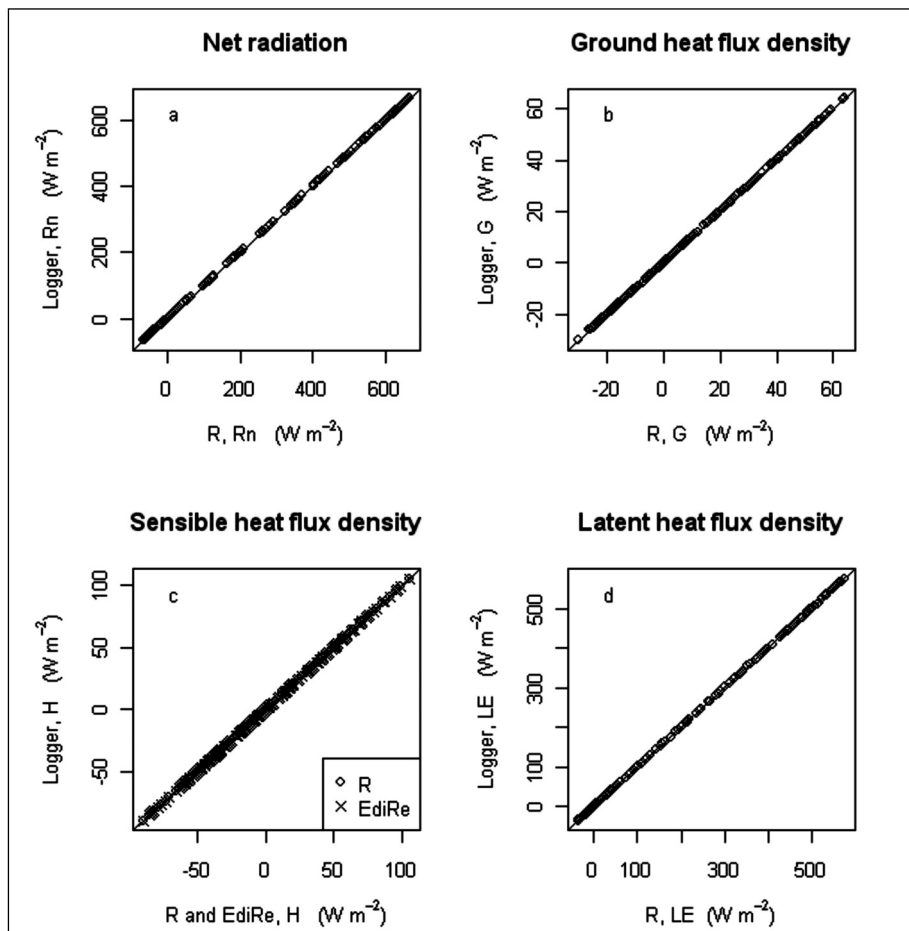 Net radiation
a
Logger, Rn (W m⁻²)
0
200
400
600
0 200 400 600
R, Rn (W m⁻²)
Ground heat flux density
b
Logger, G (W m⁻²)
-20
0
20
40
60
-20 0 20 40 60
R, G (W m⁻²)
Sensible heat flux density
c
Logger, H (W m⁻²)
-50
0
50
100
R
EdiRe
-50 0 50 100
R and EdiRe, H (W m⁻²)
Latent heat flux density
d
Logger, LE (W m⁻²)
0
100
300
500
0 100 300 500
R, LE (W m⁻²)